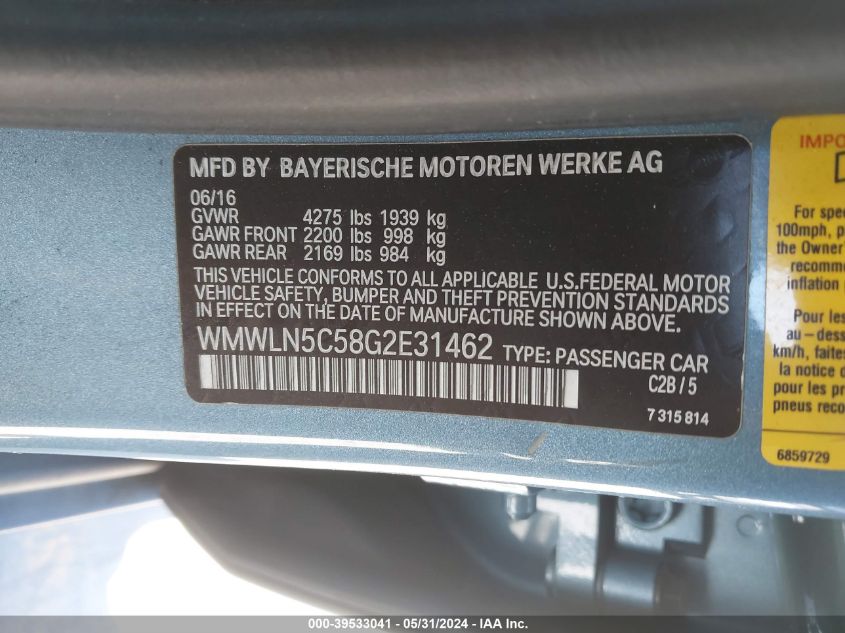 MFD BY BAYERISCHE MOTOREN WERKE AG
06/16
GVWR 4275 lbs 1939 kg
GAWR FRONT 2200 lbs 998 kg
GAWR REAR 2169 lbs 984 kg
THIS VEHICLE CONFORMS TO ALL APPLICABLE U.S.FEDERAL MOTOR
VEHICLE SAFETY, BUMPER AND THEFT PREVENTION STANDARDS
IN EFFECT ON THE DATE OF MANUFACTURE SHOWN ABOVE.
WMWLN5C58G2E31462 TYPE: PASSENGER CAR
C2B/5
7 315 814
For spe
100mph, p
the Owner'
recomm
inflation
Pour les
au-
km/h, faites
la notice d
pour les pr
pneus reco
6859729
000-39533041 - 05/31/2024 - IAA Inc.